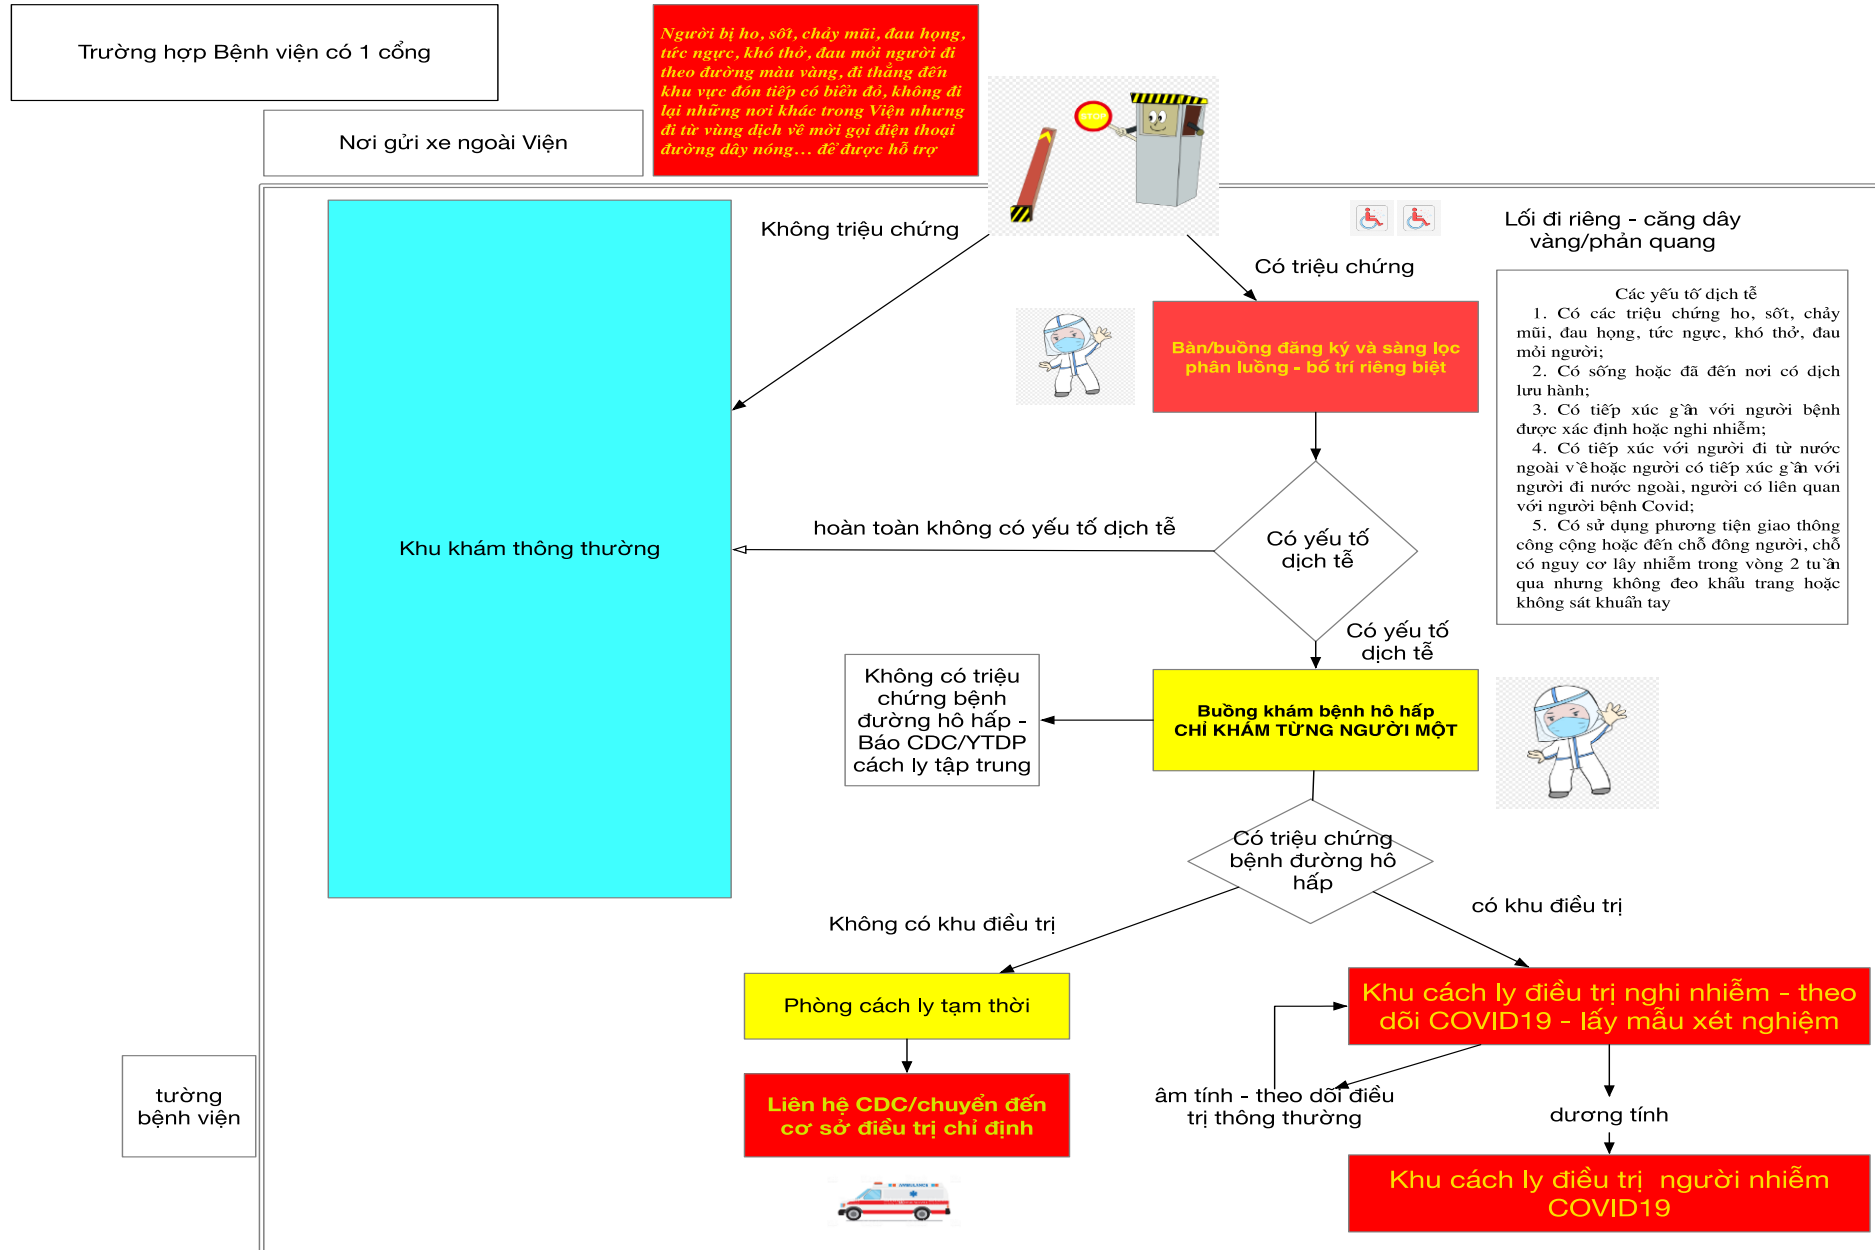 Trường hợp Bệnh viện có 1 cổng
Người bị ho, sốt, chảy mũi, đau họng,
tức ngực, khó thở, đau mỏi người đi
theo đường màu vàng, đi thẳng đến
khu vực đón tiếp có biển đỏ, không đi
lại những nơi khác trong Viện nhưng
đi từ vùng dịch về mời gọi điện thoại
đường dây nóng... để được hỗ trợ
Nơi gửi xe ngoài Viện
STOP
Không triệu chứng
Có triệu chứng
Lối đi riêng - căng dây
vàng/phản quang
Bàn/buồng đăng ký và sàng lọc
phân luồng - bố trí riêng biệt
Các yếu tố dịch tễ
1. Có các triệu chứng ho, sốt, chảy
mũi, đau họng, tức ngực, khó thở, đau
mỏi người;
2. Có sống hoặc đã đến nơi có dịch
lưu hành;
3. Có tiếp xúc gần với người bệnh
được xác định hoặc nghi nhiễm;
4. Có tiếp xúc với người đi từ nước
ngoài về hoặc người có tiếp xúc gần với
người đi nước ngoài, người có liên quan
với người bệnh Covid;
5. Có sử dụng phương tiện giao thông
công cộng hoặc đến chỗ đông người, chỗ
có nguy cơ lây nhiễm trong vòng 2 tuần
qua nhưng không đeo khẩu trang hoặc
không sát khuẩn tay
Khu khám thông thường
hoàn toàn không có yếu tố dịch tễ
Có yếu tố
dịch tễ
Có yếu tố
dịch tễ
Không có triệu
chứng bệnh
đường hô hấp -
Báo CDC/YTDP
cách ly tập trung
Buồng khám bệnh hô hấp
CHỈ KHÁM TỪNG NGƯỜI MỘT
Có triệu chứng
bệnh đường hô
hấp
Không có khu điều trị
có khu điều trị
Phòng cách ly tạm thời
Khu cách ly điều trị nghi nhiễm - theo
dõi COVID19 - lấy mẫu xét nghiệm
tường
bệnh viện
Liên hệ CDC/chuyển đến
cơ sở điều trị chỉ định
âm tính - theo dõi điều
trị thông thường
dương tính
Khu cách ly điều trị người nhiễm
COVID19
AMBULANCE